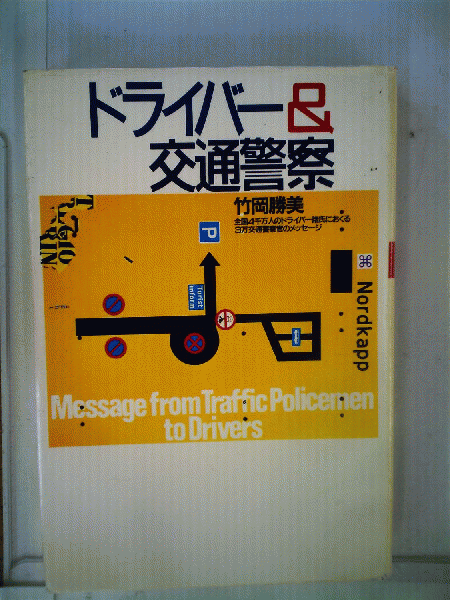 ドライバー&
交通警察
竹岡勝美
全国4千万人のドライバー諸氏におくる
3万交通警察官のメッセージ
P
Turist
inform
Nordkapp
Message from Traffic Policemen
to Drivers